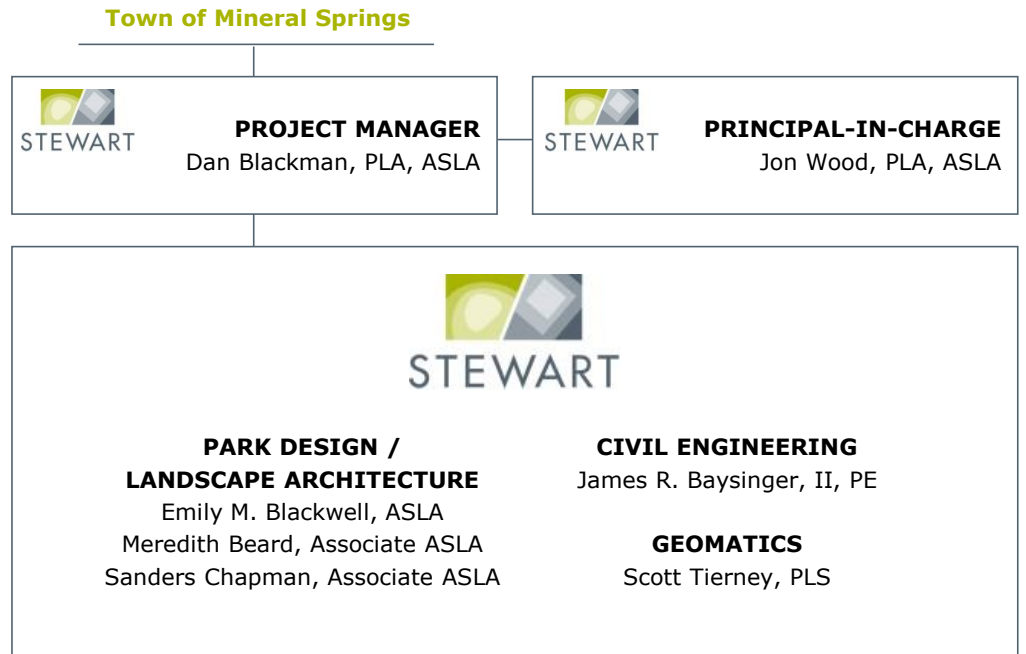 Town of Mineral Springs
STEWART
PROJECT MANAGER
Dan Blackman, PLA, ASLA
STEWART
PRINCIPAL-IN-CHARGE
Jon Wood, PLA, ASLA
STEWART
PARK DESIGN /
LANDSCAPE ARCHITECTURE
Emily M. Blackwell, ASLA
Meredith Beard, Associate ASLA
Sanders Chapman, Associate ASLA
CIVIL ENGINEERING
James R. Baysinger, II, PE
GEOMATICS
Scott Tierney, PLS